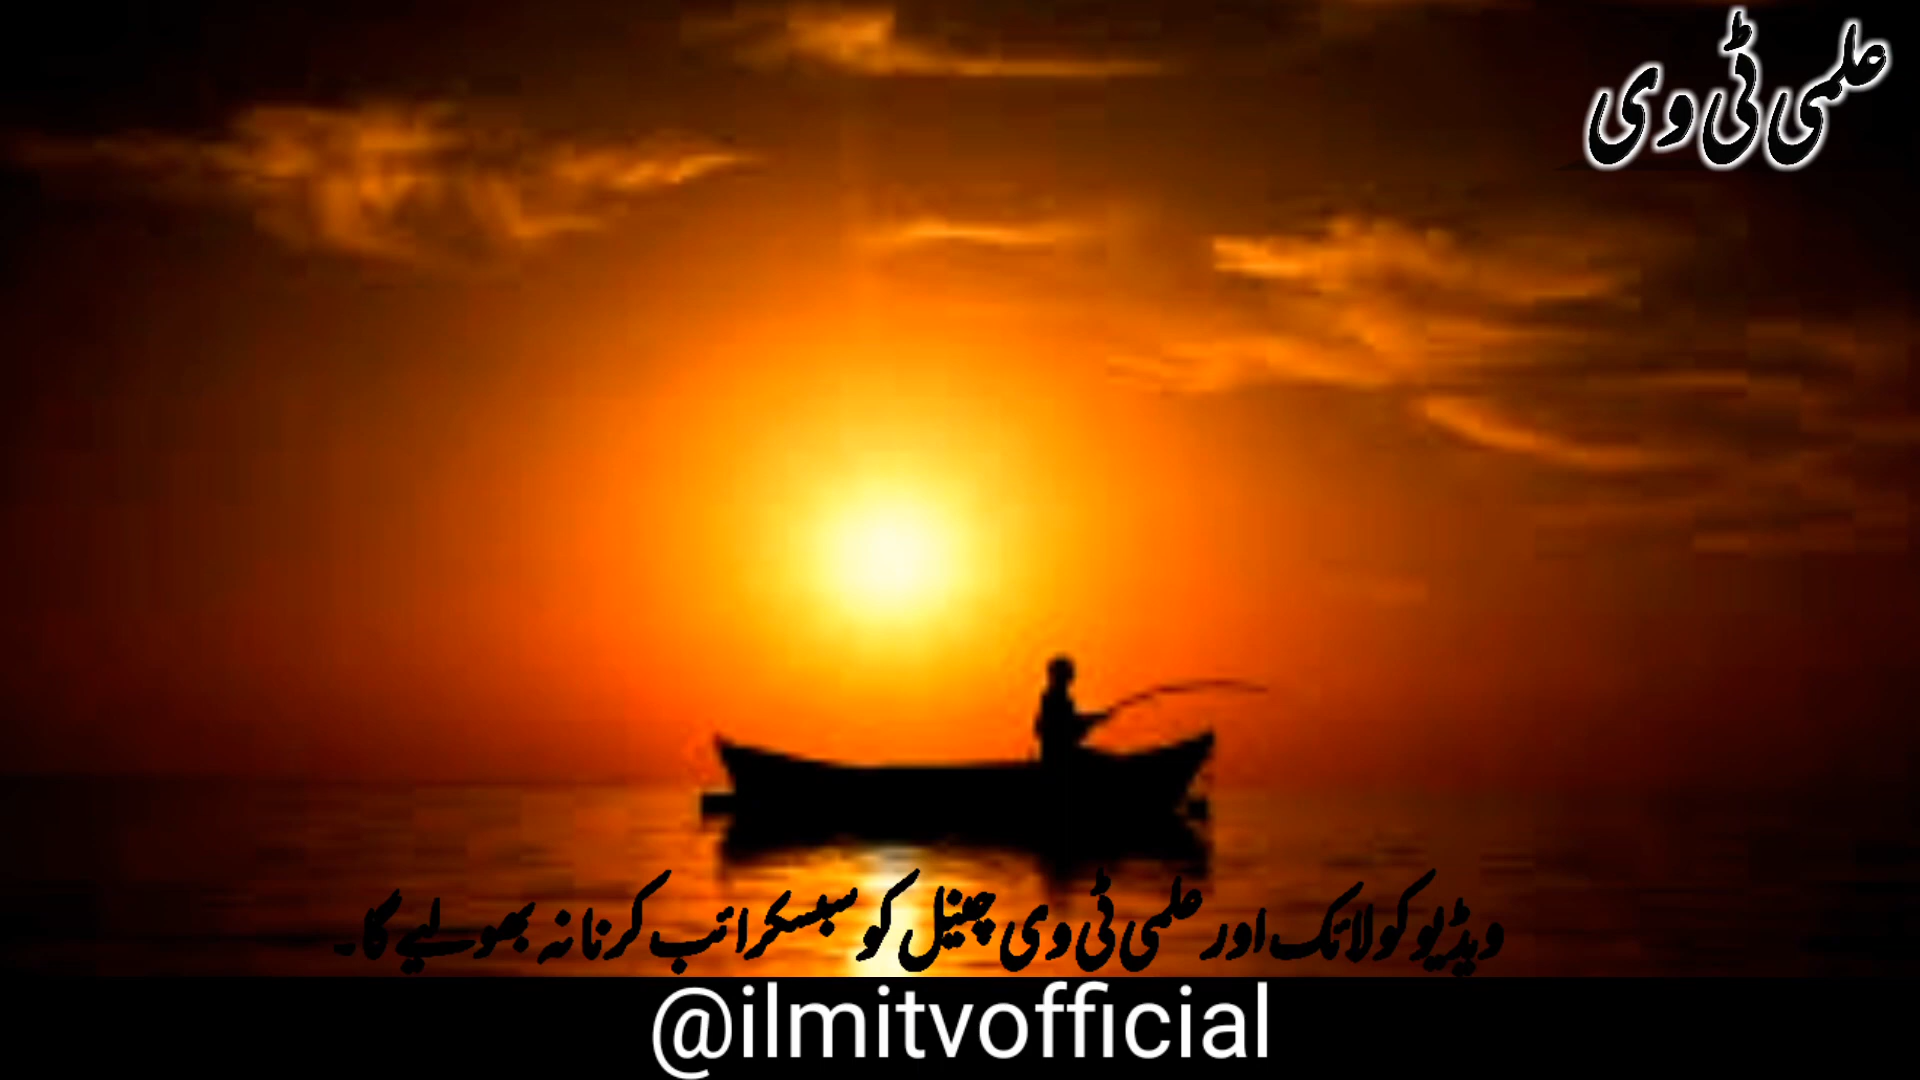 علمی ٹی وی
ویڈیو کو لائک اور علمی ٹی وی چینل کو سبسکرائب کرنا نہ بھولیے گا۔
@ilmitvofficial